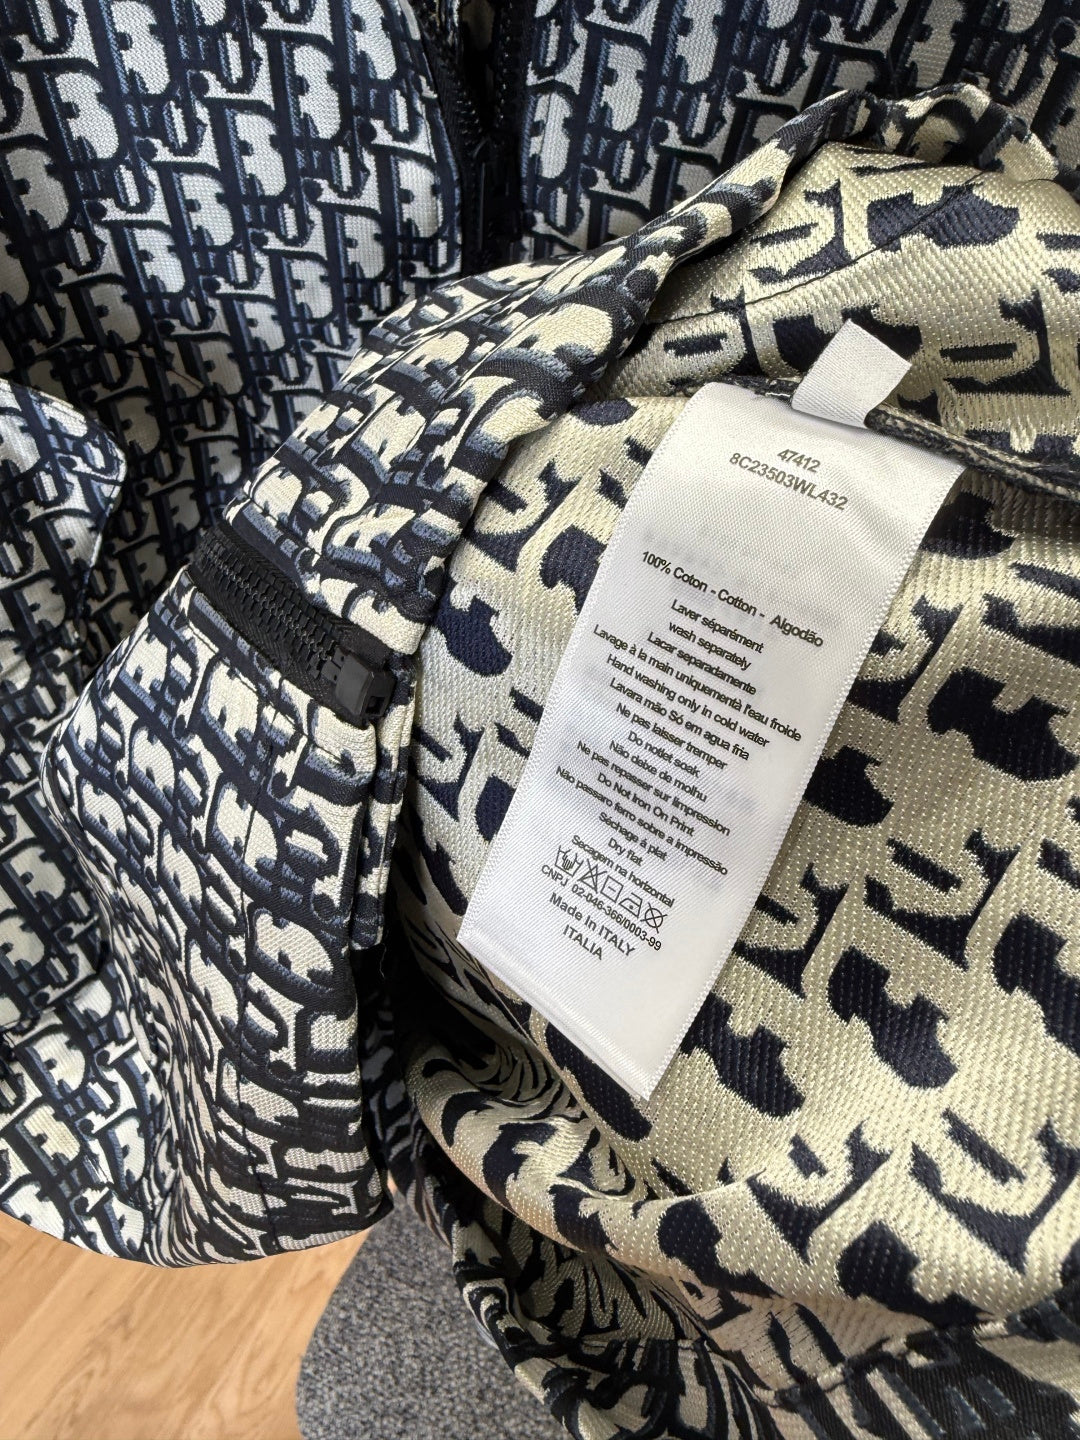 47412
8C23503WL432
100% Coton - Cotton - Algodão
Laver séparément
wash separately
Lacar separadamente
Lavage à la main uniquementà l'eau froide
Hand washing only in cold water
Lavara mão Só em agua fria
Ne pas laisser tremper
Do notlet soak
Não deixe de molhu
Ne pas repasser sur limpression
Do Not Iron On Print
Não passaro ferro sobre a impressão
Séchage à plat
Dry flat
Secagem na horizontal
CNPJ 02-046-366/0003-99
Made In ITALY
ITALIA